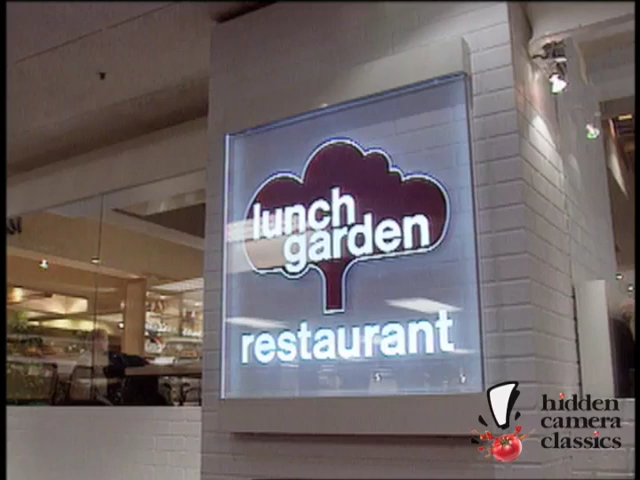 lunch
garden
restaurant
hidden
camera
classics